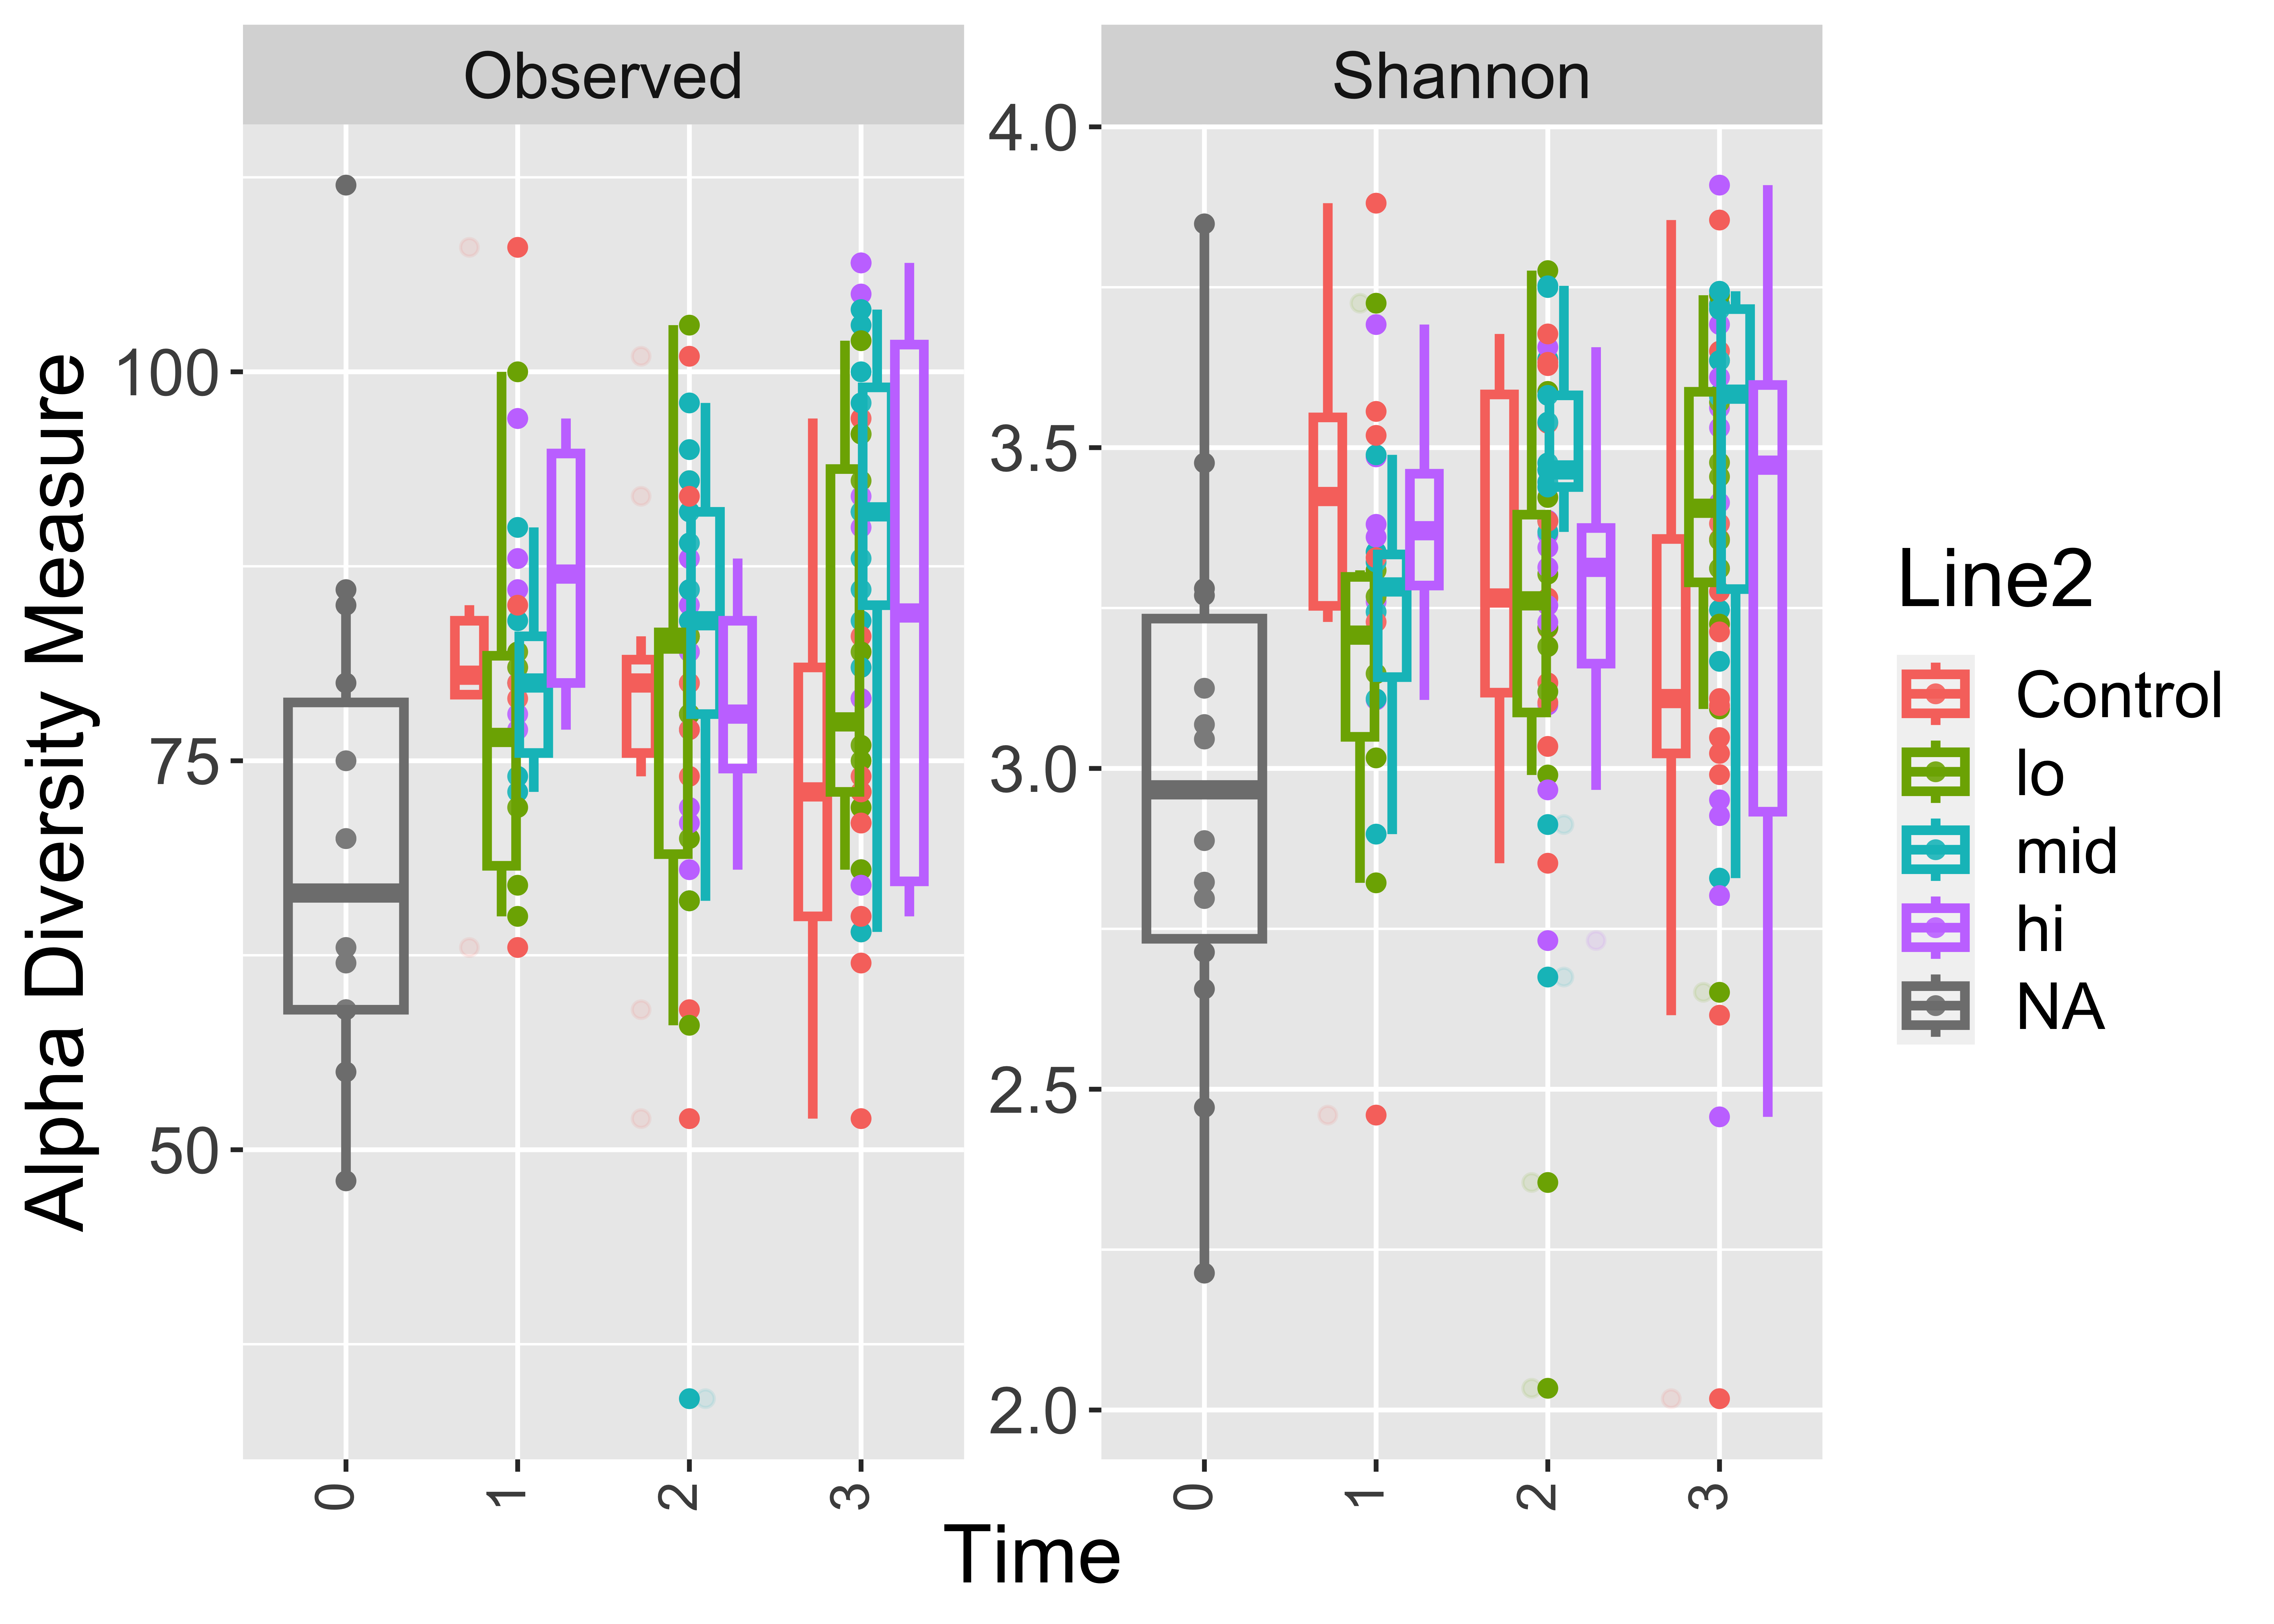 Observed
Shannon
Alpha Diversity Measure
100
75
50
4.0
3.5
3.0
2.5
2.0
0
1
2
3
0
1
2
3
Time
Line2
Control
lo
mid
hi
NA